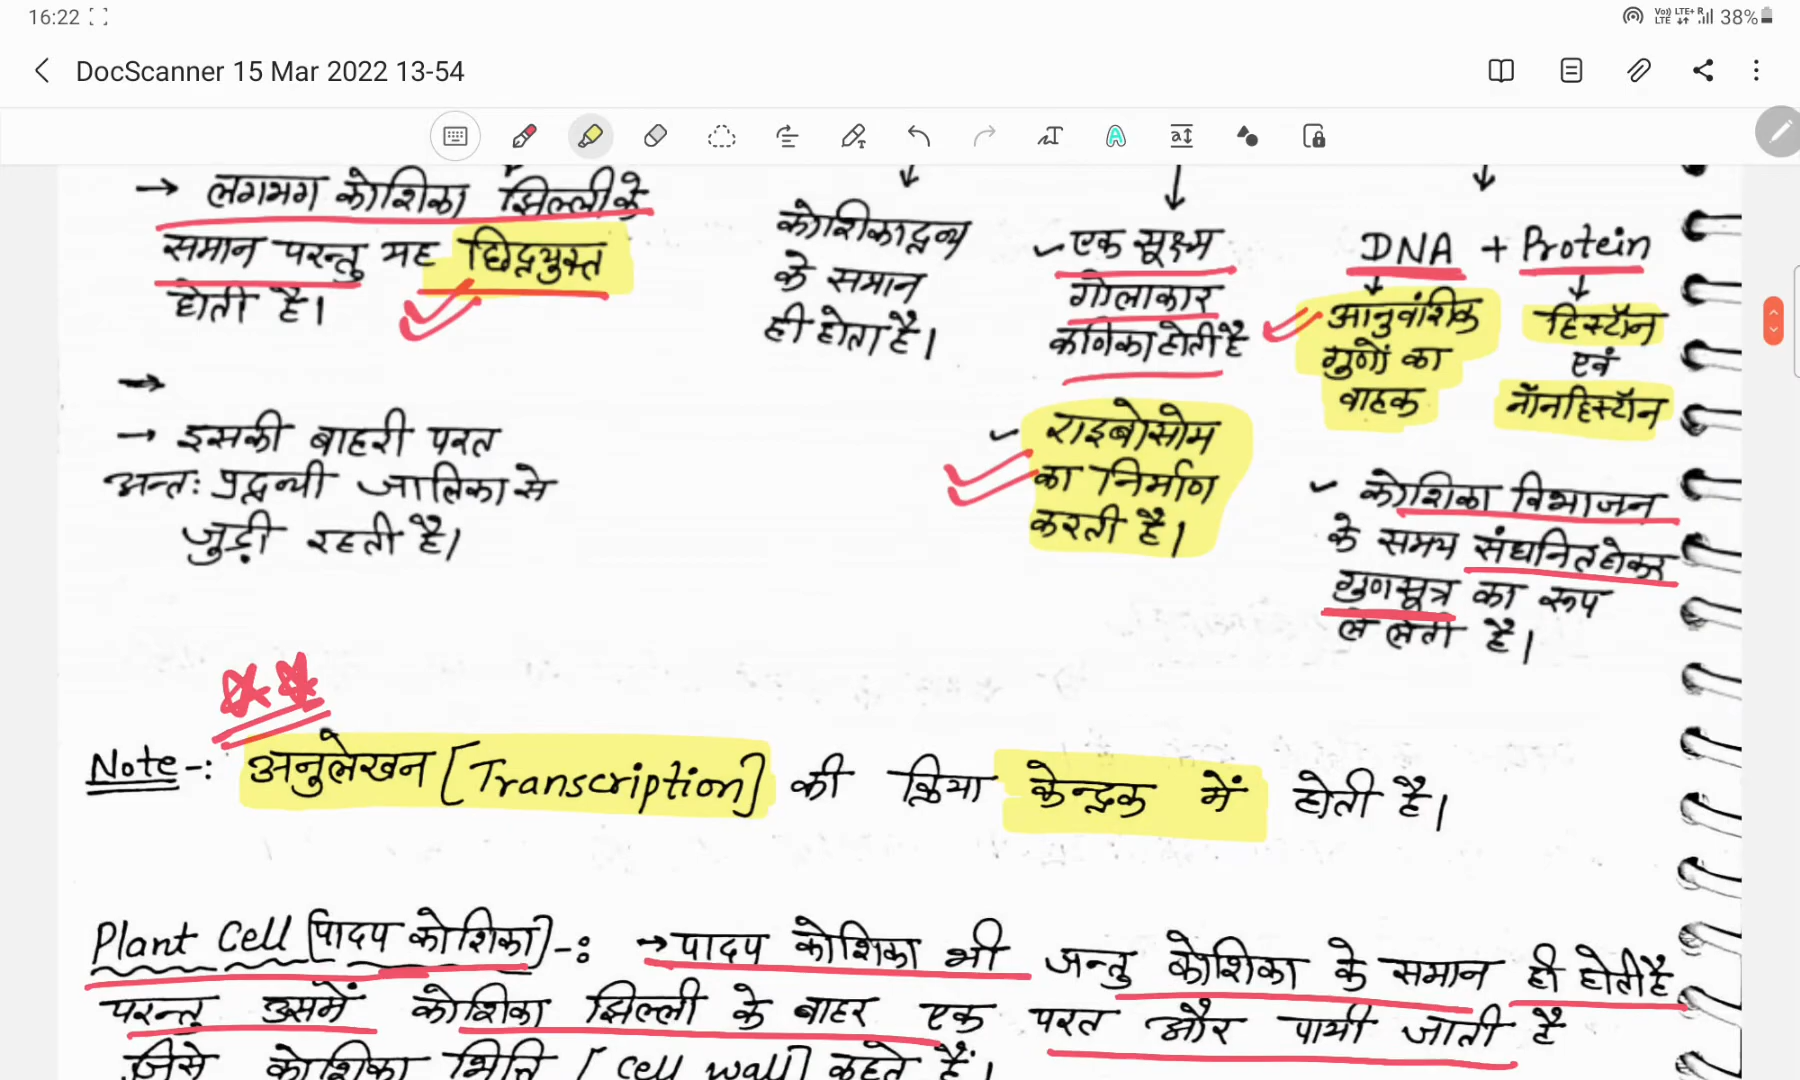 16:22
VoLTE LTE+ R 38%
DocScanner 15 Mar 2022 13-54
→ लगभग कोशिका झिल्ली के
समान परन्तु यह छिद्रयुक्त
होती है।
→
→ इसकी बाहरी परत
अन्तः प्रद्रव्यी जालिका से
जुड़ी रहती है।
कोशिकाद्रव्य
के समान
ही होता है।
एक सूक्ष्म
गोलाकार
कणिका होती है
राइबोसोम
का निर्माण
करती है।
DNA + Protein
आनुवांशिक
गुणों का
वाहक
हिस्टॉन
एवं
नॉनहिस्टॉन
कोशिका विभाजन
के समय संघनित होकर
गुणसूत्र का रूप
ले लेता है।
Note -: अनुलेखन [Transcription] की क्रिया केन्द्रक में होती है।
Plant Cell [पादप कोशिका] -: → पादप कोशिका भी जन्तु कोशिका के समान ही होती है
परन्तु उसमें कोशिका झिल्ली के बाहर एक परत और पायी जाती है
जिसे कोशिका भित्ति [Cell wall] कहते हैं।